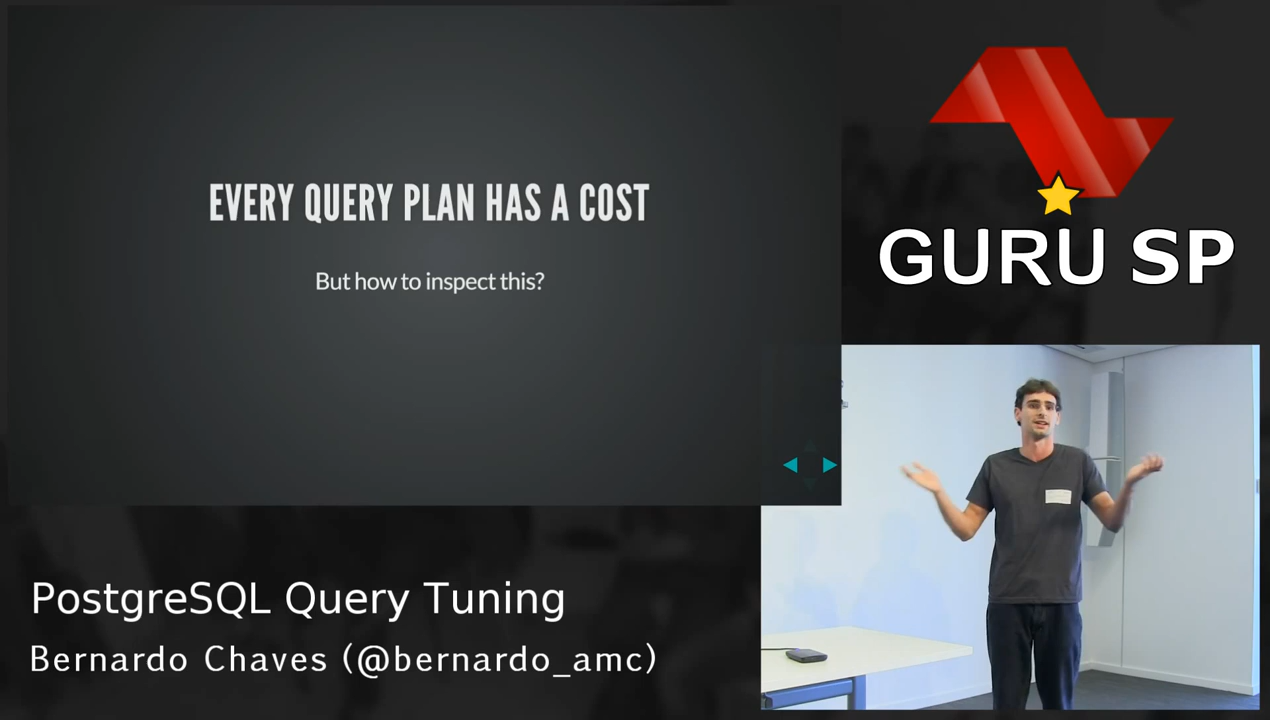 EVERY QUERY PLAN HAS A COST
But how to inspect this?
GURU SP
PostgreSQL Query Tuning
Bernardo Chaves (@bernardo_amc)